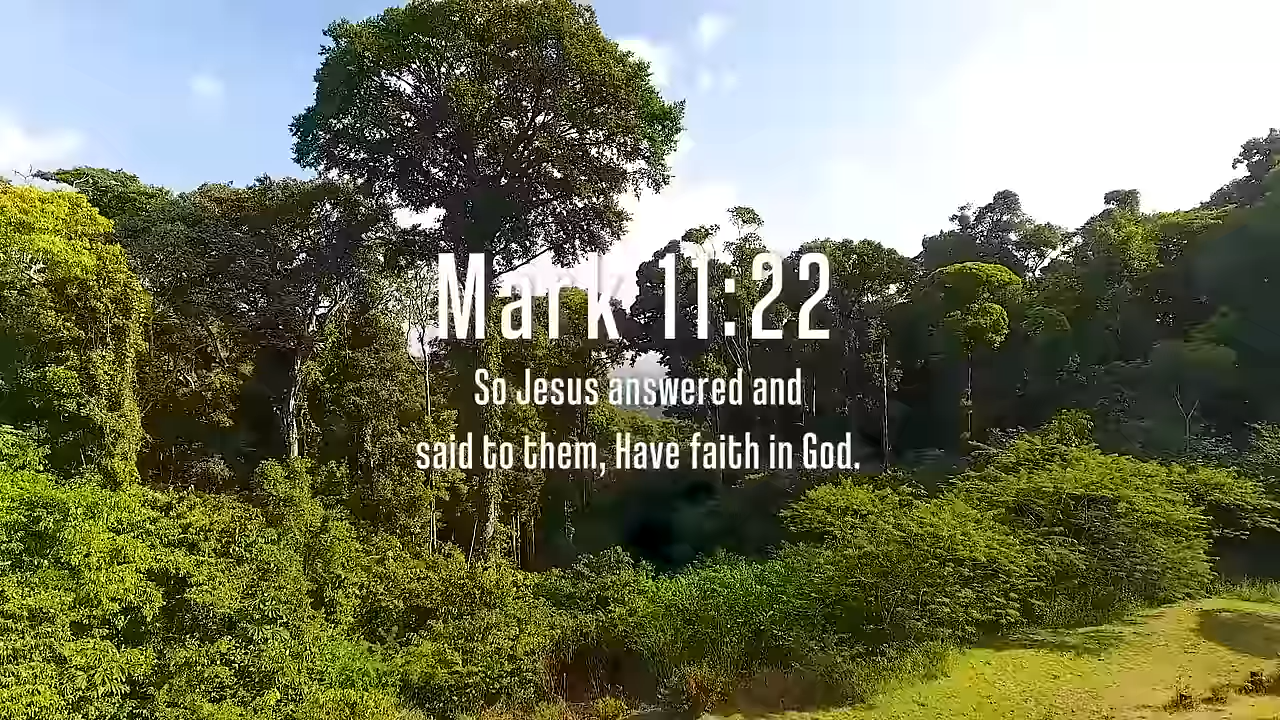 Mark 11:22
So Jesus answered and
said to them, Have faith in God.